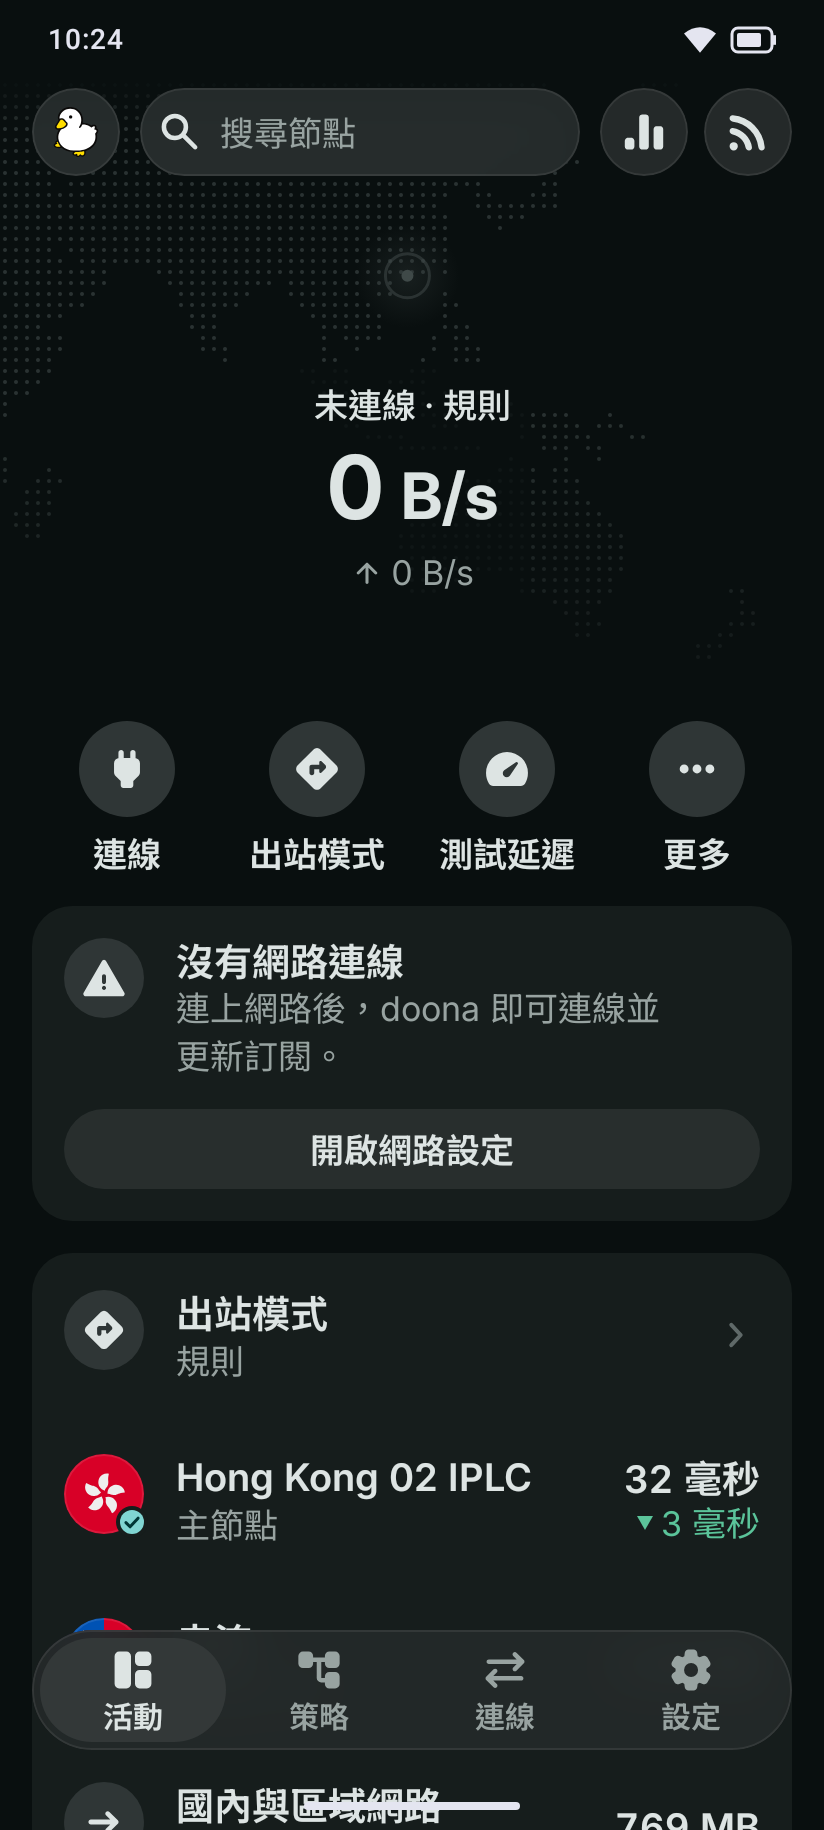 10:24
搜尋節點
未連線 · 規則
0 B/s
↑ 0 B/s
連線
出站模式
測試延遲
更多
沒有網路連線
連上網路後，doona 即可連線並
更新訂閱。
開啟網路設定
出站模式
規則
Hong Kong 02 IPLC
32 毫秒
主節點
▼3 毫秒
活動
策略
連線
設定
國內與區域網路
769 MB